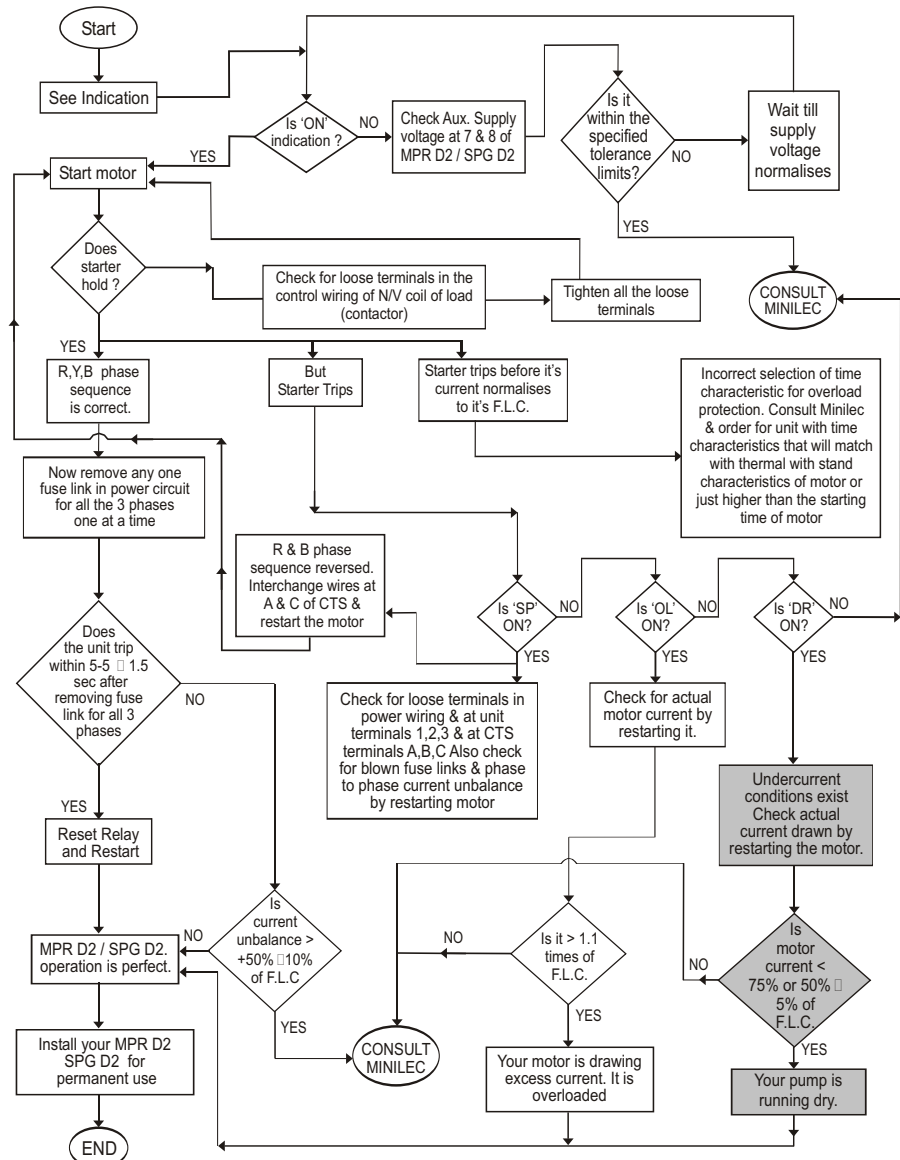 Start
See Indication
Is 'ON'
indication ?
NO
YES
Check Aux. Supply
voltage at 7 & 8 of
MPR D2 / SPG D2
Is it
within the
specified
tolerance
limits?
NO
YES
Wait till
supply
voltage
normalises
CONSULT
MINILEC
Start motor
Does
starter
hold ?
Check for loose terminals in the
control wiring of N/V coil of load
(contactor)
Tighten all the loose
terminals
YES
R,Y,B phase
sequence
is correct.
But
Starter Trips
Starter trips before it's
current normalises
to it's F.L.C.
Incorrect selection of time
characteristic for overload
protection. Consult Minilec
& order for unit with time
characteristics that will match
with thermal with stand
characteristics of motor or
just higher than the starting
time of motor
Now remove any one
fuse link in power circuit
for all the 3 phases
one at a time
R & B phase
sequence reversed.
Interchange wires at
A & C of CTS &
restart the motor
Is 'SP'
ON?
NO
YES
Is 'OL'
ON?
NO
YES
Is 'DR'
ON?
NO
YES
Does
the unit trip
within 5-5 □ 1.5
sec after
removing fuse
link for all 3
phases
NO
YES
Check for loose terminals in
power wiring & at unit
terminals 1,2,3 & at CTS
terminals A,B,C Also check
for blown fuse links & phase
to phase current unbalance
by restarting motor
Check for actual
motor current by
restarting it.
Undercurrent
conditions exist
Check actual
current drawn by
restarting the motor.
Reset Relay
and Restart
Is
current
unbalance >
+50% □10%
of F.L.C
NO
YES
MPR D2 / SPG D2.
operation is perfect.
Is it > 1.1
times of
F.L.C.
NO
YES
Is
motor
current <
75% or 50% □
5% of
F.L.C.
NO
YES
Install your MPR D2
SPG D2 for
permanent use
CONSULT
MINILEC
Your motor is drawing
excess current. It is
overloaded
Your pump is
running dry.
END